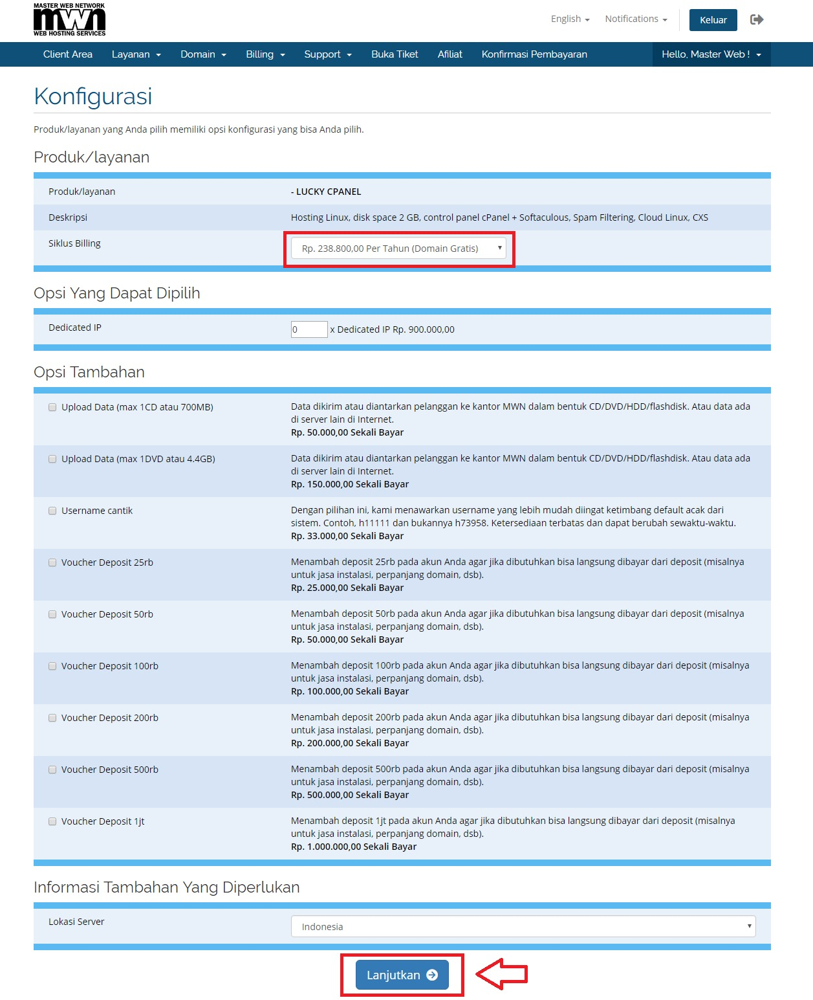 MASTER WEB NETWORK
mwn
WEB HOSTING SERVICES
English
Notifications
Keluar
Client Area
Layanan
Domain
Billing
Support
Buka Tiket
Afiliat
Konfirmasi Pembayaran
Hello, Master Web !
Konfigurasi
Produk/layanan yang Anda pilih memiliki opsi konfigurasi yang bisa Anda pilih.
Produk/layanan
Produk/layanan
- LUCKY CPANEL
Deskripsi
Hosting Linux, disk space 2 GB, control panel cPanel + Softaculous, Spam Filtering, Cloud Linux, CXS
Siklus Billing
Rp. 238.800,00 Per Tahun (Domain Gratis)
Opsi Yang Dapat Dipilih
Dedicated IP
0 x Dedicated IP Rp. 900.000,00
Opsi Tambahan
Upload Data (max 1CD atau 700MB)
Data dikirim atau diantarkan pelanggan ke kantor MWN dalam bentuk CD/DVD/HDD/flashdisk. Atau data ada
di server lain di Internet.
Rp. 50.000,00 Sekali Bayar
Upload Data (max 1DVD atau 4.4GB)
Data dikirim atau diantarkan pelanggan ke kantor MWN dalam bentuk CD/DVD/HDD/flashdisk. Atau data ada
di server lain di Internet.
Rp. 150.000,00 Sekali Bayar
Username cantik
Dengan pilihan ini, kami menawarkan username yang lebih mudah diingat ketimbang default acak dari
sistem. Contoh, h11111 dan bukannya h73958. Ketersediaan terbatas dan dapat berubah sewaktu-waktu.
Rp. 33.000,00 Sekali Bayar
Voucher Deposit 25rb
Menambah deposit 25rb pada akun Anda agar jika dibutuhkan bisa langsung dibayar dari deposit (misalnya
untuk jasa instalasi, perpanjang domain, dsb).
Rp. 25.000,00 Sekali Bayar
Voucher Deposit 50rb
Menambah deposit 50rb pada akun Anda agar jika dibutuhkan bisa langsung dibayar dari deposit (misalnya
untuk jasa instalasi, perpanjang domain, dsb).
Rp. 50.000,00 Sekali Bayar
Voucher Deposit 100rb
Menambah deposit 100rb pada akun Anda agar jika dibutuhkan bisa langsung dibayar dari deposit (misalnya
untuk jasa instalasi, perpanjang domain, dsb).
Rp. 100.000,00 Sekali Bayar
Voucher Deposit 200rb
Menambah deposit 200rb pada akun Anda agar jika dibutuhkan bisa langsung dibayar dari deposit (misalnya
untuk jasa instalasi, perpanjang domain, dsb).
Rp. 200.000,00 Sekali Bayar
Voucher Deposit 500rb
Menambah deposit 500rb pada akun Anda agar jika dibutuhkan bisa langsung dibayar dari deposit (misalnya
untuk jasa instalasi, perpanjang domain, dsb).
Rp. 500.000,00 Sekali Bayar
Voucher Deposit 1jt
Menambah deposit 1jt pada akun Anda agar jika dibutuhkan bisa langsung dibayar dari deposit (misalnya
untuk jasa instalasi, perpanjang domain, dsb).
Rp. 1.000.000,00 Sekali Bayar
Informasi Tambahan Yang Diperlukan
Lokasi Server
Indonesia
Lanjutkan